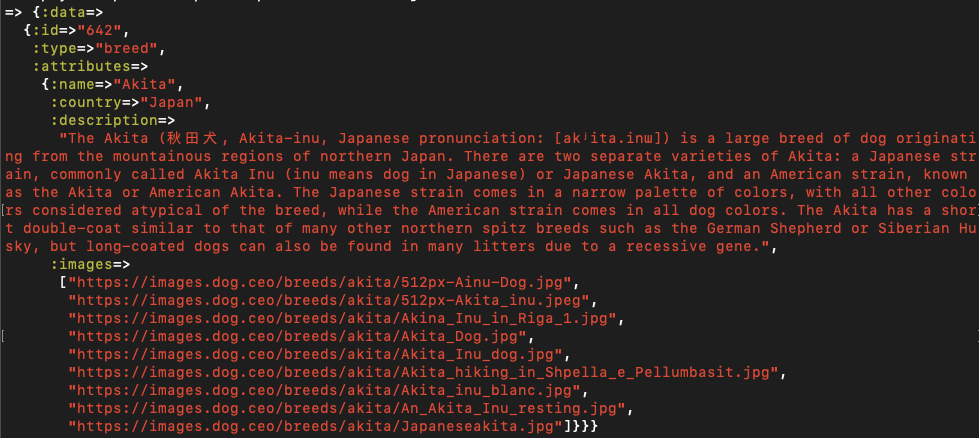 => {:data=>
{:id=>"642",
:type=>"breed",
:attributes=>
{:name=>"Akita",
:country=>"Japan",
:description=>
"The Akita (秋田犬, Akita-inu, Japanese pronunciation: [akʲita.inɯ]) is a large breed of dog originati
ng from the mountainous regions of northern Japan. There are two separate varieties of Akita: a Japanese str
ain, commonly called Akita Inu (inu means dog in Japanese) or Japanese Akita, and an American strain, known
as the Akita or American Akita. The Japanese strain comes in a narrow palette of colors, with all other colo
rs considered atypical of the breed, while the American strain comes in all dog colors. The Akita has a shor
t double-coat similar to that of many other northern spitz breeds such as the German Shepherd or Siberian Hu
sky, but long-coated dogs can also be found in many litters due to a recessive gene.",
:images=>
["https://images.dog.ceo/breeds/akita/512px-Ainu-Dog.jpg",
"https://images.dog.ceo/breeds/akita/512px-Akita_inu.jpeg",
"https://images.dog.ceo/breeds/akita/Akina_Inu_in_Riga_1.jpg",
"https://images.dog.ceo/breeds/akita/Akita_Dog.jpg",
"https://images.dog.ceo/breeds/akita/Akita_Inu_dog.jpg",
"https://images.dog.ceo/breeds/akita/Akita_hiking_in_Shpella_e_Pellumbasit.jpg",
"https://images.dog.ceo/breeds/akita/Akita_inu_blanc.jpg",
"https://images.dog.ceo/breeds/akita/An_Akita_Inu_resting.jpg",
"https://images.dog.ceo/breeds/akita/Japaneseakita.jpg"]}}}